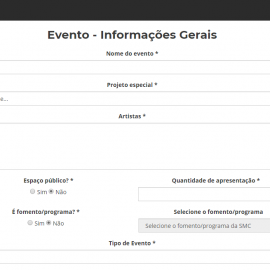 Evento - Informações Gerais
Nome do evento *
Projeto especial *
e...
Artistas *
Espaço público? *
Quantidade de apresentação *
Sim Não
É fomento/programa? *
Selecione o fomento/programa
Sim Não
Selecione o fomento/programa da SMC
Tipo de Evento *